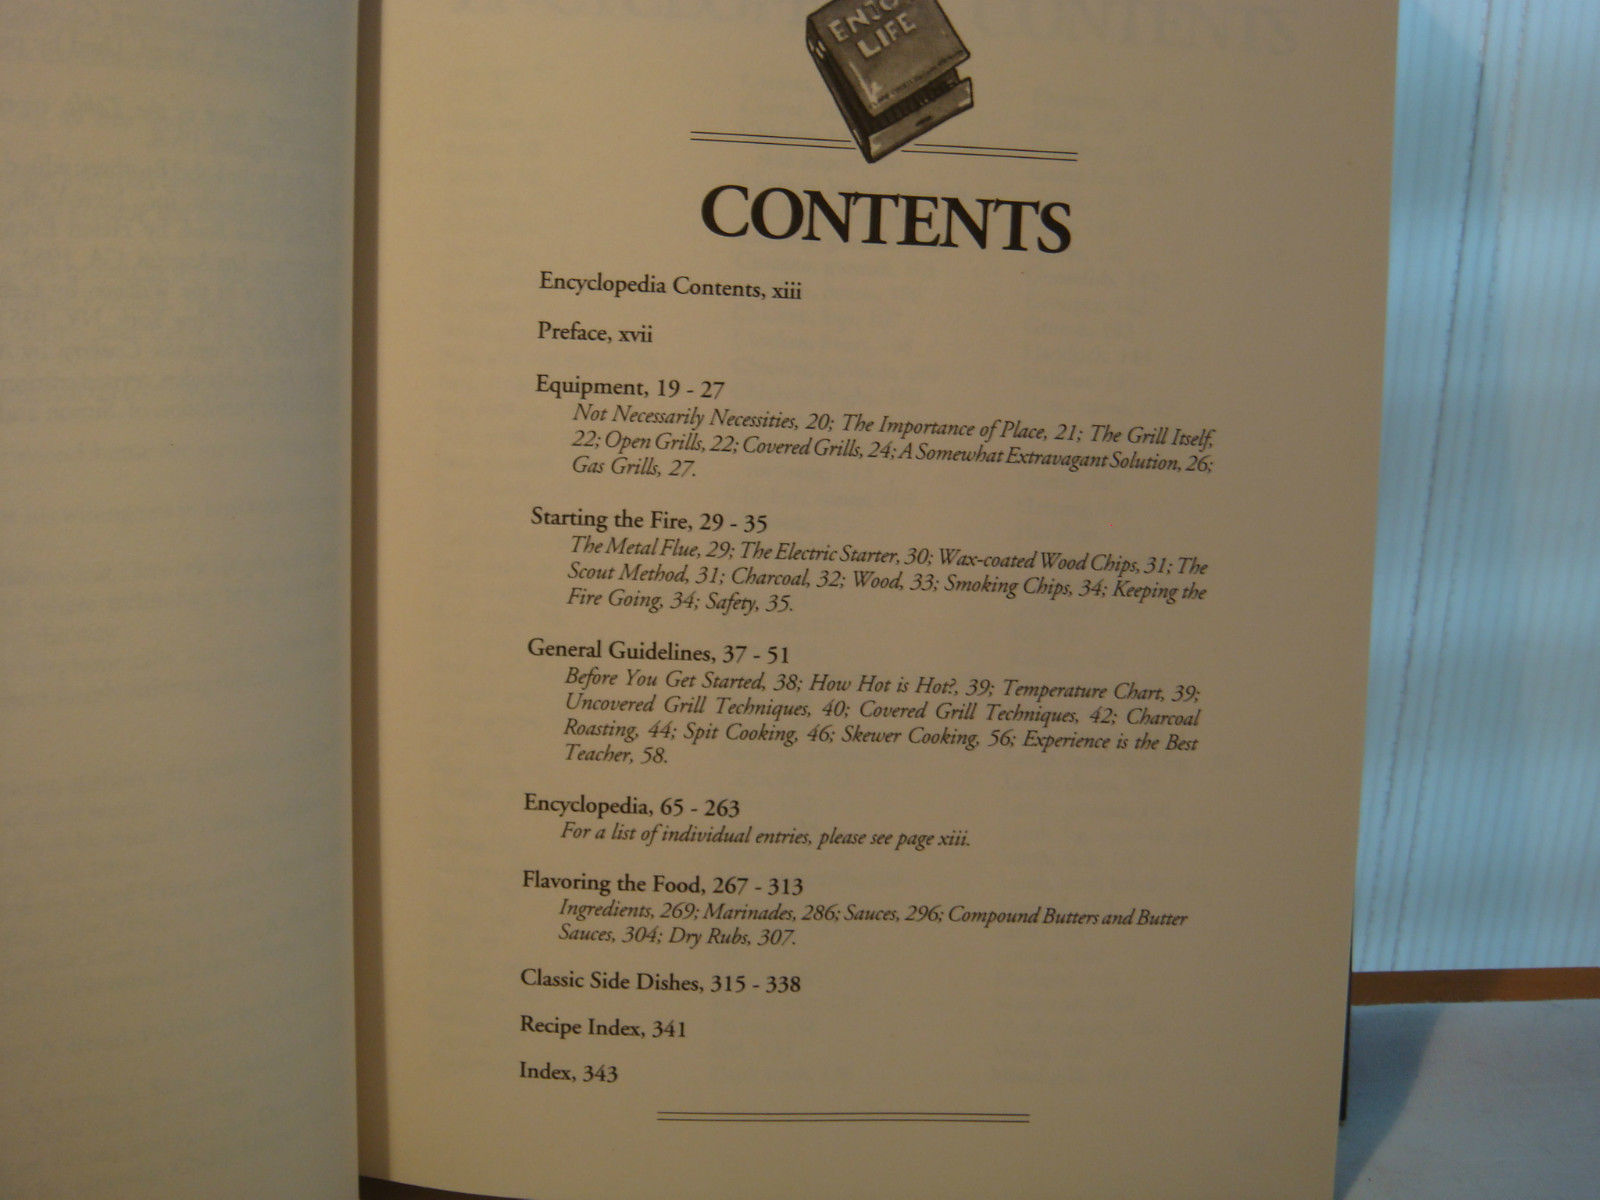 ENJOY
LIFE
CONTENTS
Encyclopedia Contents, xiii
Preface, xvii
Equipment, 19 - 27
Not Necessarily Necessities, 20; The Importance of Place, 21; The Grill Itself,
22; Open Grills, 22; Covered Grills, 24; A Somewhat Extravagant Solution, 26;
Gas Grills, 27.
Starting the Fire, 29 - 35
The Metal Flue, 29; The Electric Starter, 30; Wax-coated Wood Chips, 31; The
Scout Method, 31; Charcoal, 32; Wood, 33; Smoking Chips, 34; Keeping the
Fire Going, 34; Safety, 35.
General Guidelines, 37 - 51
Before You Get Started, 38; How Hot is Hot?, 39; Temperature Chart, 39;
Uncovered Grill Techniques, 40; Covered Grill Techniques, 42; Charcoal
Roasting, 44; Spit Cooking, 46; Skewer Cooking, 56; Experience is the Best
Teacher, 58.
Encyclopedia, 65 - 263
For a list of individual entries, please see page xiii.
Flavoring the Food, 267 - 313
Ingredients, 269; Marinades, 286; Sauces, 296; Compound Butters and Butter
Sauces, 304; Dry Rubs, 307.
Classic Side Dishes, 315 - 338
Recipe Index, 341
Index, 343